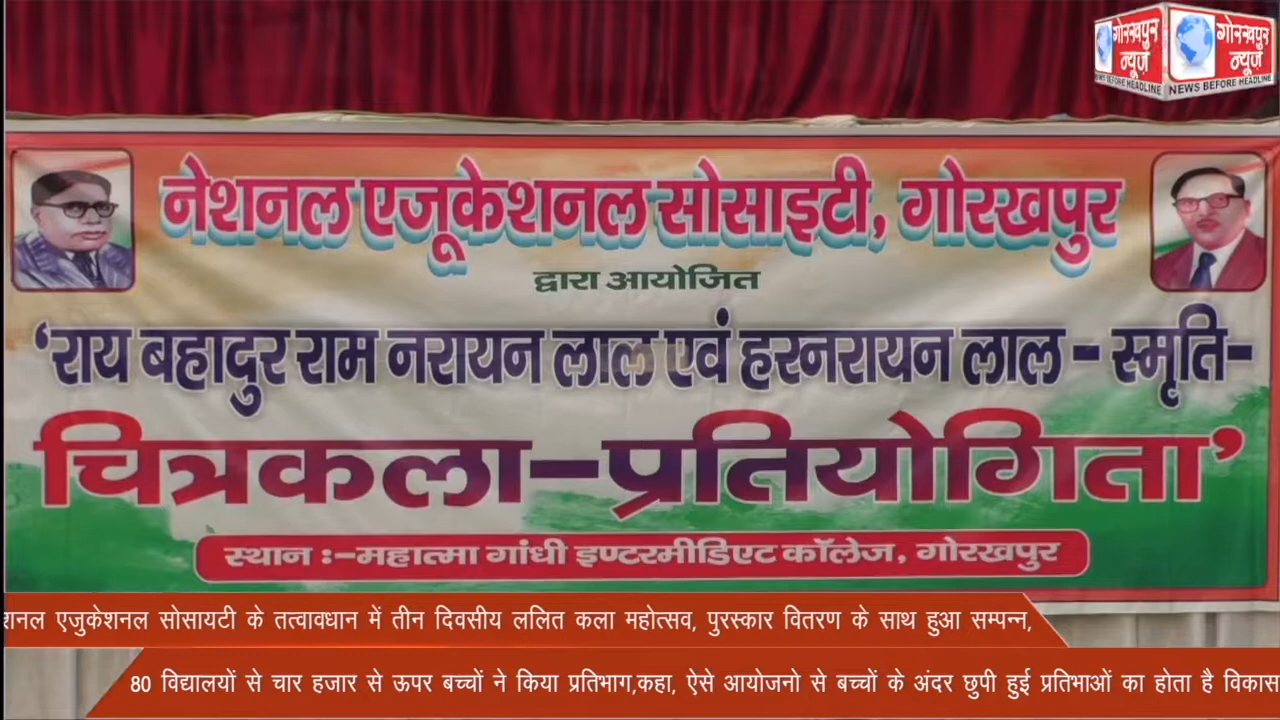 गोरखपुर न्यूज़
NEWS BEFORE HEADLINE
गोरखपुर न्यूज़
NEWS BEFORE HEADLINE
नेशनल एजूकेशनल सोसाइटी, गोरखपुर
द्वारा आयोजित
‘राय बहादुर राम नरायन लाल एवं हरनरायन लाल - स्मृति-
चित्रकला-प्रतियोगिता’
स्थान :-महात्मा गांधी इण्टरमीडिएट कॉलेज, गोरखपुर
शनल एजुकेशनल सोसायटी के तत्वावधान में तीन दिवसीय ललित कला महोत्सव, पुरस्कार वितरण के साथ हुआ सम्पन्न,
80 विद्यालयों से चार हजार से ऊपर बच्चों ने किया प्रतिभाग,कहा, ऐसे आयोजनो से बच्चों के अंदर छुपी हुई प्रतिभाओं का होता है विकास